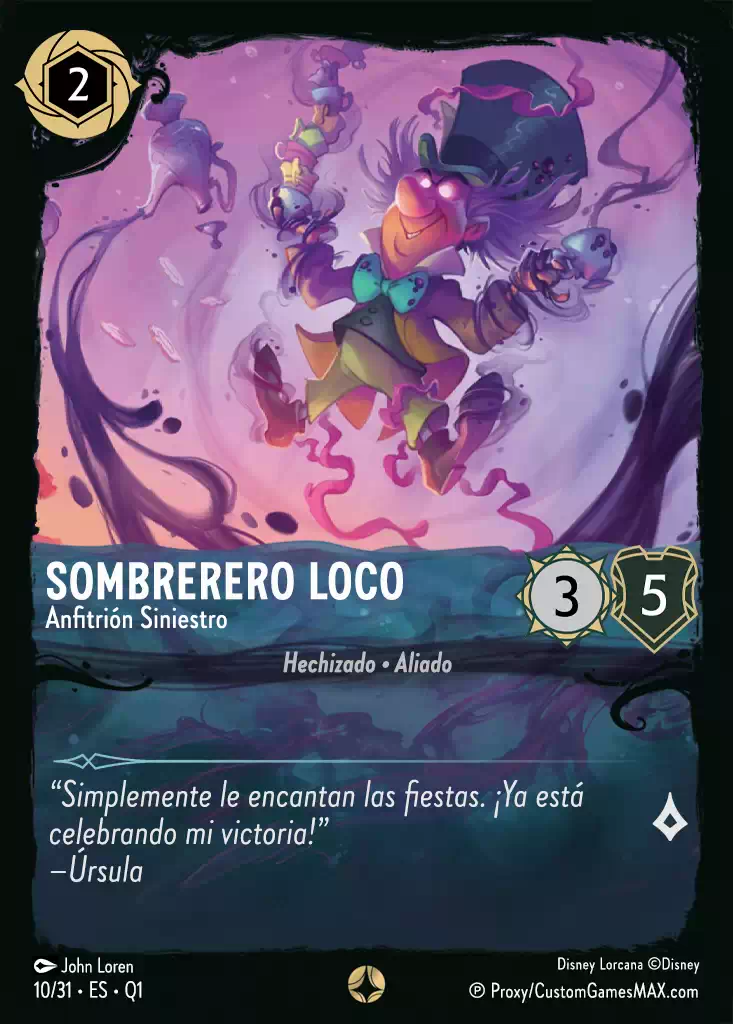 2
SOMBRERERO LOCO
Anfitrión Siniestro
3
5
Hechizado • Aliado
“Simplemente le encantan las fiestas. ¡Ya está
celebrando mi victoria!”
–Úrsula
John Loren
Disney Lorcana ©Disney
10/31 • ES • Q1
Ⓟ Proxy/CustomGamesMAX.com